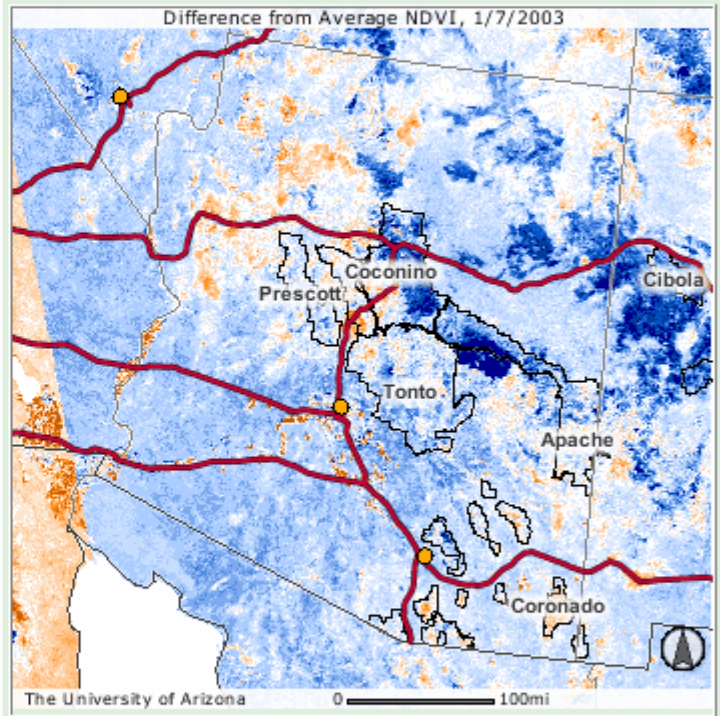 Difference from Average NDVI, 1/7/2003
Coconino
Cibola
Prescott
Tonto
Apache
Coronado
The University of Arizona 0 100mi